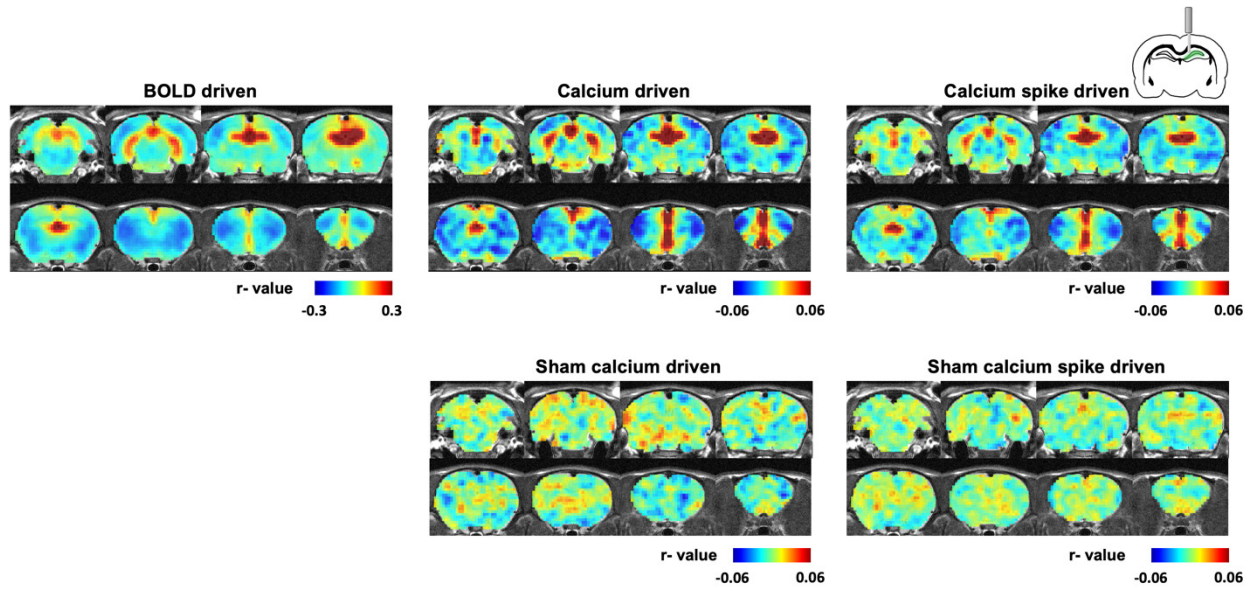 BOLD driven
Calcium driven
Calcium spike driven
r- value
-0.3 0.3
r- value
-0.06 0.06
r- value
-0.06 0.06
Sham calcium driven
Sham calcium spike driven
r- value
-0.06 0.06
r- value
-0.06 0.06